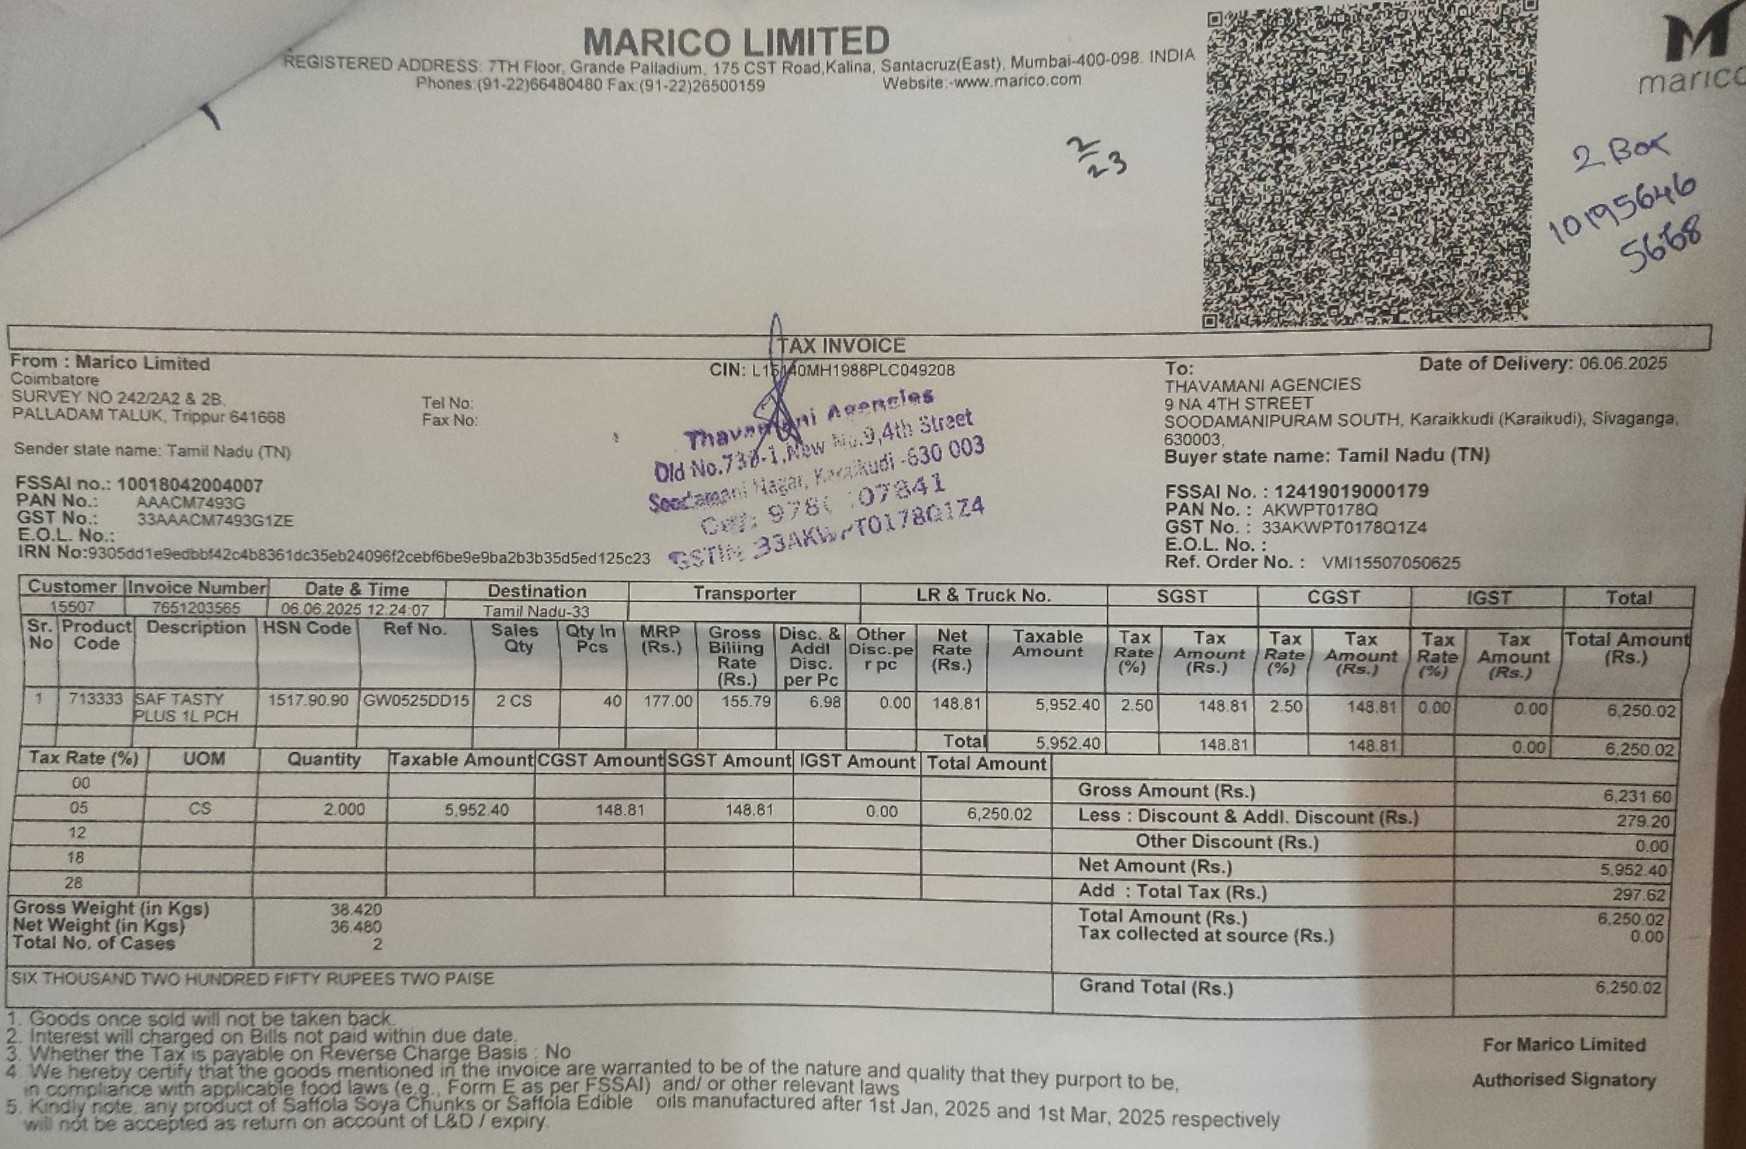 MARICO LIMITED
REGISTERED ADDRESS: 7TH Floor, Grande Palladium, 175 CST Road,Kalina, Santacruz(East), Mumbai-400-098. INDIA
Phones:(91-22)66480480 Fax:(91-22)26500159 Website:-www.marico.com
marico
2/23
2 Box
10195646
5668
TAX INVOICE
From : Marico Limited
Coimbatore
SURVEY NO 242/2A2 & 2B,
PALLADAM TALUK, Trippur 641668
Sender state name: Tamil Nadu (TN)
FSSAI no.: 10018042004007
PAN No.: AAACM7493G
GST No.: 33AAACM7493G1ZE
E.O.L. No.:
IRN No:9305dd1e9edbbf42c4b8361dc35eb24096f2cebf6be9e9ba2b3b35d5ed125c23
Tel No:
Fax No:
CIN: L15140MH1988PLC049208
Thavamani Agencies
Old No.730-1,New No.9,4th Street
Soodamani Nagar, Karaikudi -630 003
Cell: 07841
GSTIN: 33AKWPT0178Q1Z4
To: Date of Delivery: 06.06.2025
THAVAMANI AGENCIES
9 NA 4TH STREET
SOODAMANIPURAM SOUTH, Karaikkudi (Karaikudi), Sivaganga,
630003,
Buyer state name: Tamil Nadu (TN)
FSSAI No. : 12419019000179
PAN No. : AKWPT0178Q
GST No. : 33AKWPT0178Q1Z4
E.O.L. No. :
Ref. Order No. : VMI15507050625
Customer Invoice Number Date & Time Destination Transporter LR & Truck No. SGST CGST IGST Total
15507 7651203565 06.06.2025 12:24:07 Tamil Nadu-33
Sr. No Product Code Description HSN Code Ref No. Sales Qty Qty In Pcs MRP (Rs.) Gross Billing Rate (Rs.) Disc. & Addl Disc. per Pc Other Disc.pe r pc Net Rate (Rs.) Taxable Amount Tax Rate (%) Tax Amount (Rs.) Tax Rate (%) Tax Amount (Rs.) Tax Rate (%) Tax Amount (Rs.) Total Amount (Rs.)
1 713333 SAF TASTY PLUS 1L PCH 1517.90.90 GW0525DD15 2 CS 40 177.00 155.79 6.98 0.00 148.81 5,952.40 2.50 148.81 2.50 148.81 0.00 0.00 6,250.02
Total 5,952.40 148.81 148.81 0.00 6,250.02
Tax Rate (%) UOM Quantity Taxable Amount CGST Amount SGST Amount IGST Amount Total Amount
00
05 CS 2.000 5,952.40 148.81 148.81 0.00 6,250.02
12
18
28
Gross Amount (Rs.) 6,231.60
Less : Discount & Addl. Discount (Rs.) 279.20
Other Discount (Rs.) 0.00
Net Amount (Rs.) 5,952.40
Add : Total Tax (Rs.) 297.62
Total Amount (Rs.) 6,250.02
Tax collected at source (Rs.) 0.00
Gross Weight (in Kgs) 38.420
Net Weight (in Kgs) 36.480
Total No. of Cases 2
SIX THOUSAND TWO HUNDRED FIFTY RUPEES TWO PAISE
Grand Total (Rs.) 6,250.02
1. Goods once sold will not be taken back.
2. Interest will charged on Bills not paid within due date.
3. Whether the Tax is payable on Reverse Charge Basis : No
4. We hereby certify that the goods mentioned in the invoice are warranted to be of the nature and quality that they purport to be,
in compliance with applicable food laws (e.g., Form E as per FSSAI) and/ or other relevant laws
5. Kindly note, any product of Saffola Soya Chunks or Saffola Edible oils manufactured after 1st Jan, 2025 and 1st Mar, 2025 respectively
will not be accepted as return on account of L&D / expiry.
For Marico Limited
Authorised Signatory